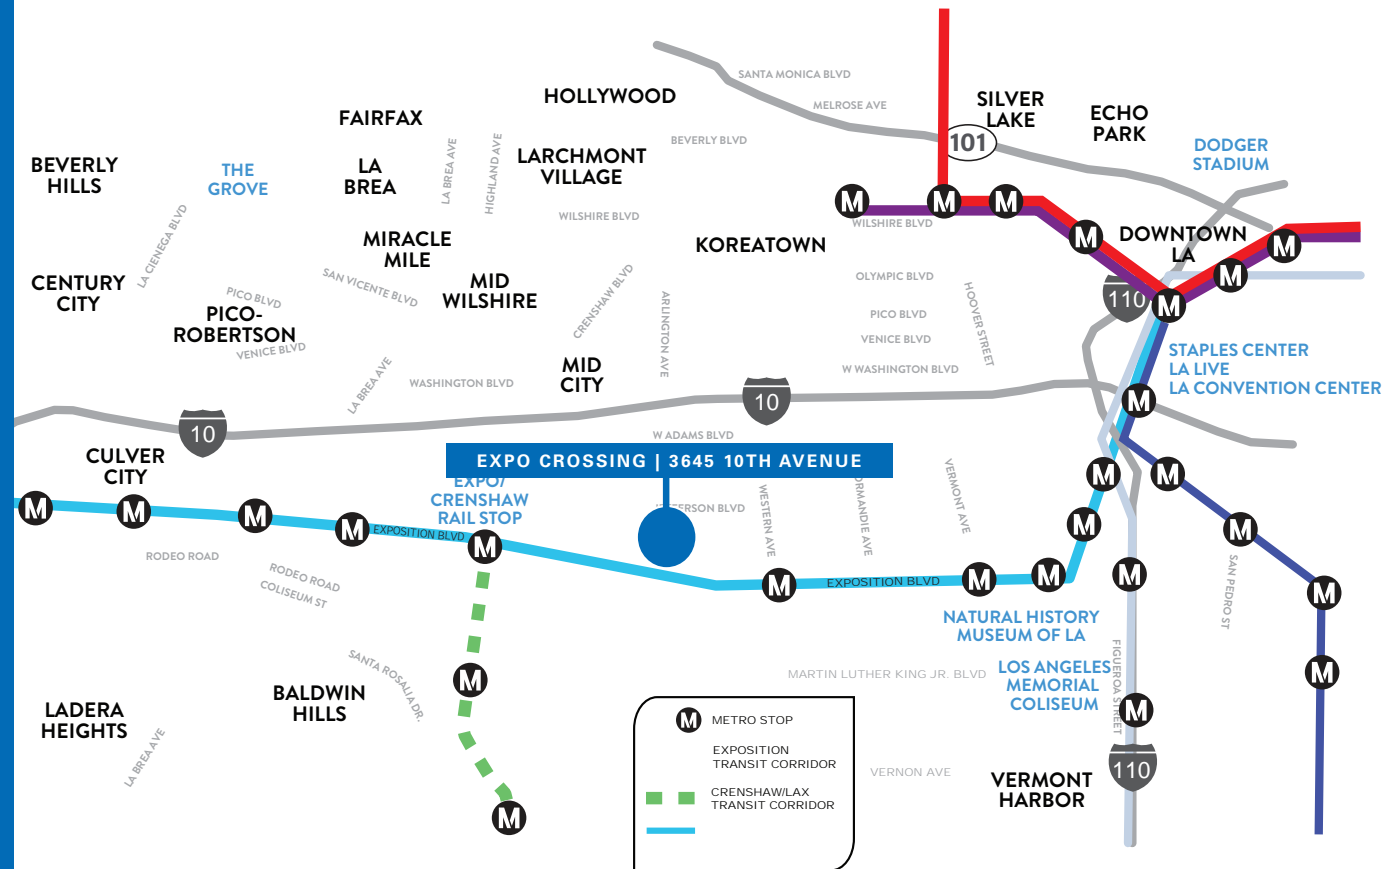 SANTA MONICA BLVD
HOLLYWOOD
MELROSE AVE
SILVER
LAKE
ECHO
PARK
FAIRFAX
101
BEVERLY BLVD
DODGER
STADIUM
BEVERLY
HILLS
THE
GROVE
LA
BREA
LA BREA AVE
HIGHLAND AVE
LARCHMONT
VILLAGE
M
M
M
WILSHIRE BLVD
WILSHIRE BLVD
LA CIENEGA BLVD
MIRACLE
MILE
KOREATOWN
M
DOWNTOWN
LA
M
M
CENTURY
CITY
SAN VICENTE BLVD
MID
WILSHIRE
CRENSHAW BLVD
ARLINGTON AVE
OLYMPIC BLVD
HOOVER STREET
110
M
PICO BLVD
PICO-
ROBERTSON
VENICE BLVD
PICO BLVD
VENICE BLVD
W WASHINGTON BLVD
STAPLES CENTER
LA LIVE
LA CONVENTION CENTER
LA BREA AVE
WASHINGTON BLVD
MID
CITY
10
M
10
W ADAMS BLVD
CULVER
CITY
EXPO CROSSING | 3645 10TH AVENUE
EXPO/
CRENSHAW
RAIL STOP
ERSON BLVD
WESTERN AVE
ORMANDIE AVE
VERMONT AVE
M
M
M
M
M
M
EXPOSITION BLVD
M
M
M
RODEO ROAD
RODEO ROAD
COLISEUM ST
M
EXPOSITION BLVD
M
M
M
SAN PEDRO ST
M
NATURAL HISTORY
MUSEUM OF LA
MARTIN LUTHER KING JR. BLVD
LOS ANGELES
MEMORIAL
COLISEUM
FIGUEROA STREET
M
M
SANTA ROSALIA DR.
M
BALDWIN
HILLS
LADERA
HEIGHTS
LA BREA AVE
M METRO STOP
EXPOSITION
TRANSIT CORRIDOR
CRENSHAW/LAX
TRANSIT CORRIDOR
VERNON AVE
VERMONT
HARBOR
110
M